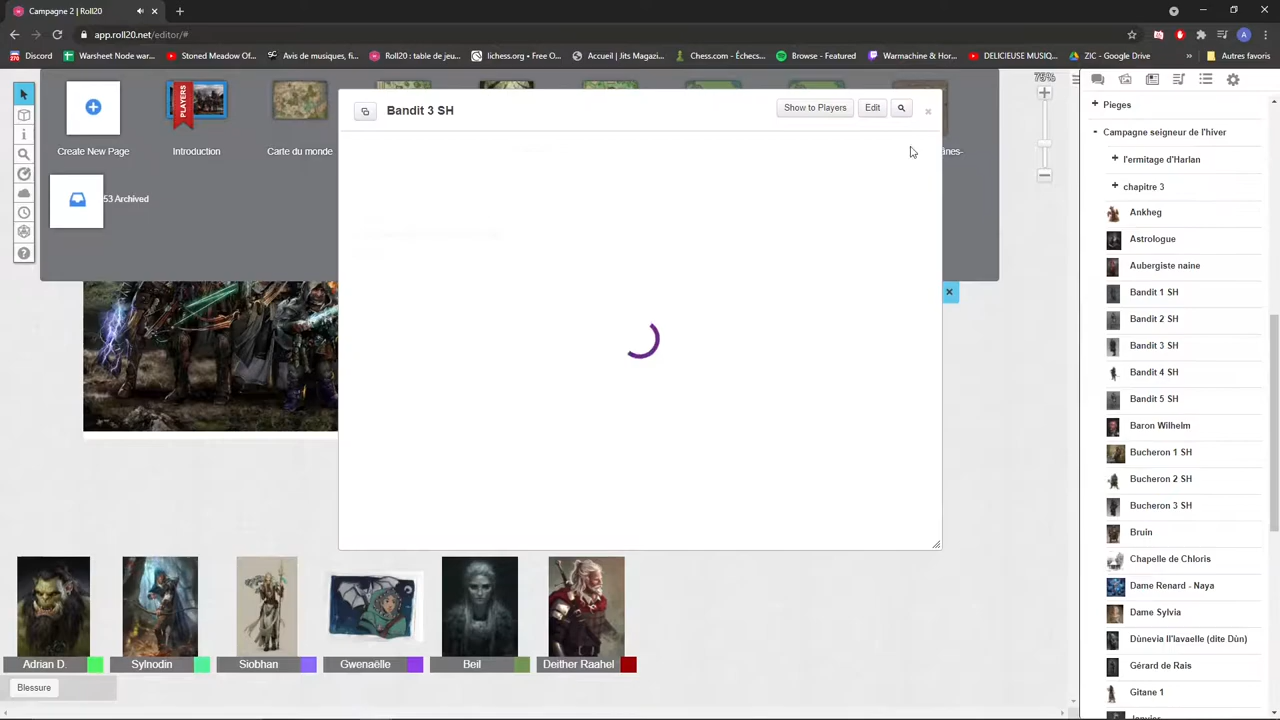 Campagne 2 | Roll20
app.roll20.net/editor/#
Discord
Warsheet Node war...
Stoned Meadow Of...
Avis de musiques, fi...
Roll20 : table de jeu...
lichess.org • Free O...
Accueil | Jits Magazi...
Chess.com - Échecs...
Browse – Featured
Warmachine & Hor...
DELICIEUSE MUSIQ...
ZIC - Google Drive
Autres favoris
Create New Page
PLAYERS
Introduction
Carte du monde
53 Archived
Bandit 3 SH
Show to Players
Edit
78%
Pieges
Campagne seigneur de l'hiver
l'ermitage d'Harlan
chapitre 3
Ankheg
Astrologue
Aubergiste naine
Bandit 1 SH
Bandit 2 SH
Bandit 3 SH
Bandit 4 SH
Bandit 5 SH
Baron Wilhelm
Bucheron 1 SH
Bucheron 2 SH
Bucheron 3 SH
Bruin
Chapelle de Chloris
Dame Renard - Naya
Dame Sylvia
Dùnevia Il'lavaelle (dite Dùn)
Gérard de Rais
Gitane 1
Adrian D.
Sylnodin
Siobhan
Gwenaëlle
Beil
Deither Raahel
Blessure